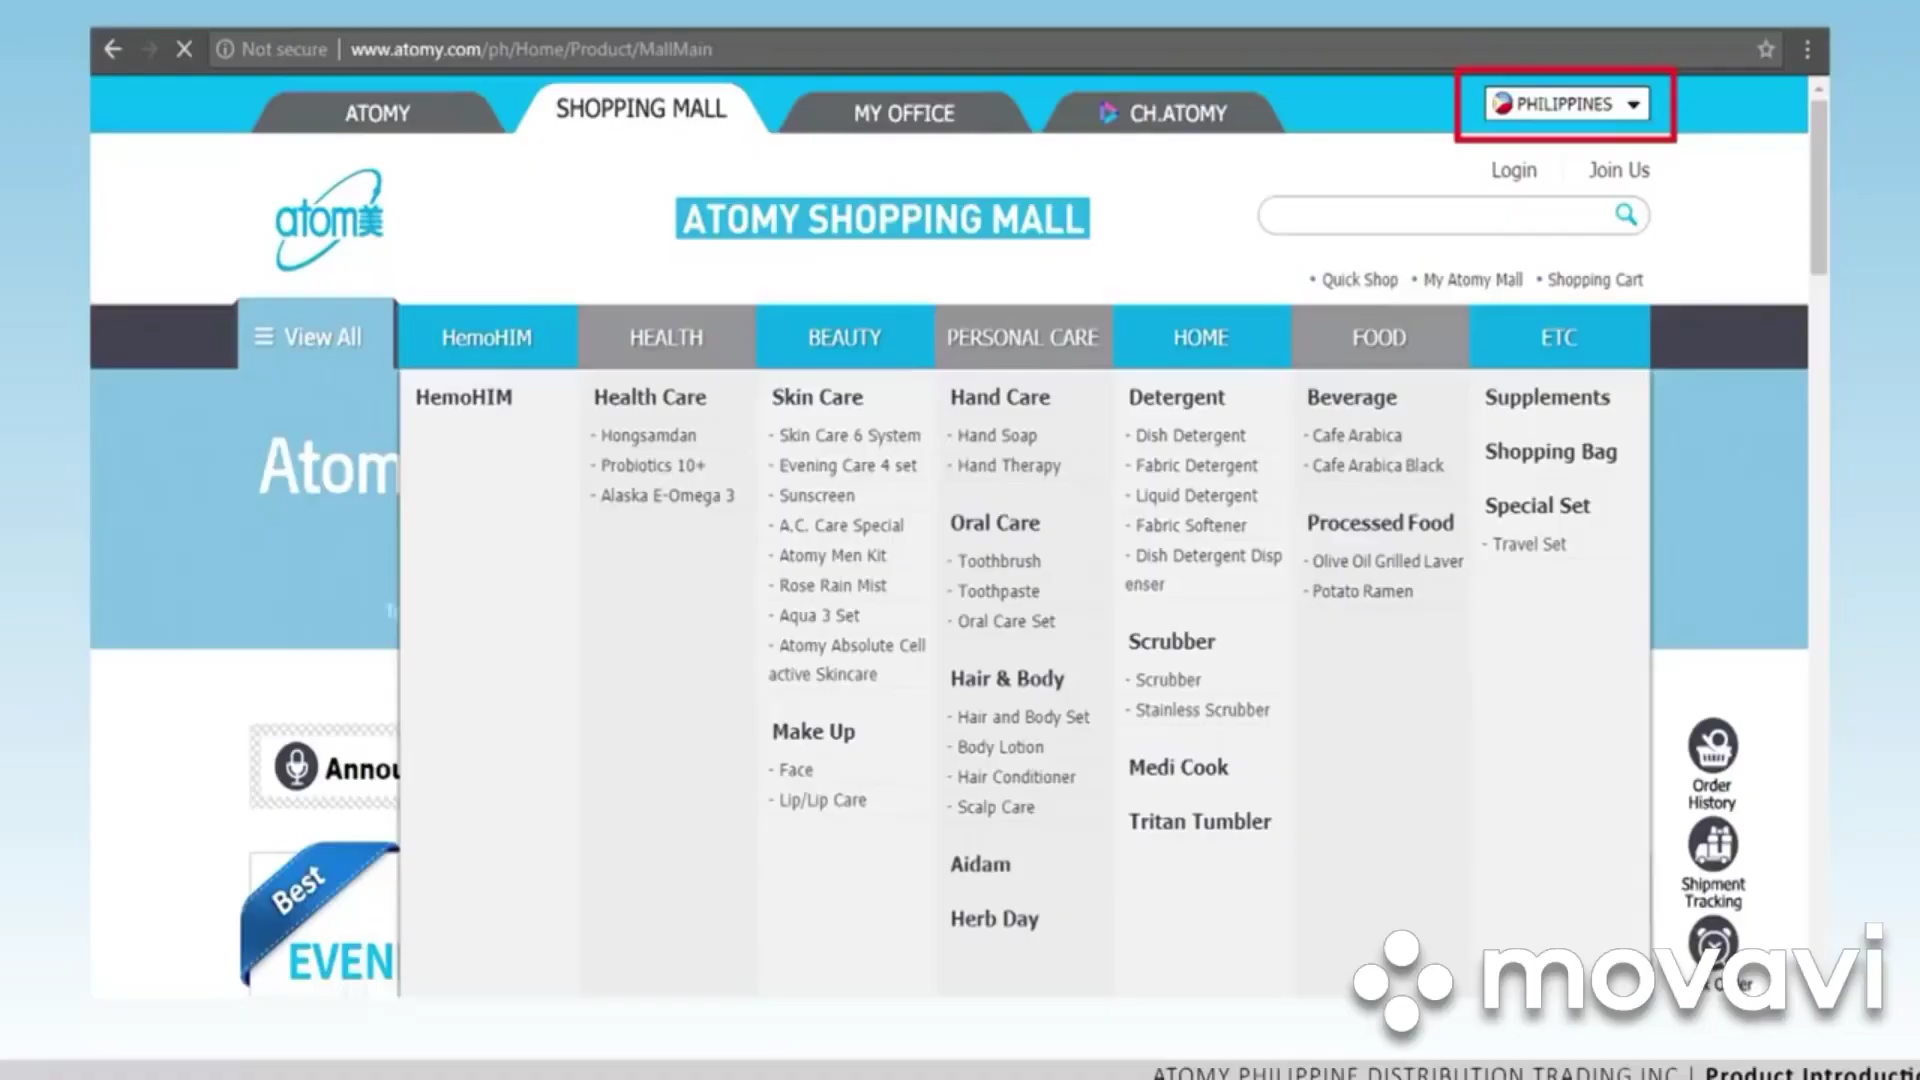 Not secure | www.atomy.com/ph/Home/Product/MallMain
ATOMY
SHOPPING MALL
MY OFFICE
CH.ATOMY
PHILIPPINES
Login
Join Us
atom美
ATOMY SHOPPING MALL
• Quick Shop • My Atomy Mall • Shopping Cart
View All
HemoHIM
HEALTH
BEAUTY
PERSONAL CARE
HOME
FOOD
ETC
HemoHIM
Health Care
- Hongsamdan
- Probiotics 10+
- Alaska E-Omega 3
Skin Care
- Skin Care 6 System
- Evening Care 4 set
- Sunscreen
- A.C. Care Special
- Atomy Men Kit
- Rose Rain Mist
- Aqua 3 Set
- Atomy Absolute Cell
active Skincare
Make Up
- Face
- Lip/Lip Care
Hand Care
- Hand Soap
- Hand Therapy
Oral Care
- Toothbrush
- Toothpaste
- Oral Care Set
Hair & Body
- Hair and Body Set
- Body Lotion
- Hair Conditioner
- Scalp Care
Aidam
Herb Day
Detergent
- Dish Detergent
- Fabric Detergent
- Liquid Detergent
- Fabric Softener
- Dish Detergent Disp
enser
Scrubber
- Scrubber
- Stainless Scrubber
Medi Cook
Tritan Tumbler
Beverage
- Cafe Arabica
- Cafe Arabica Black
Processed Food
- Olive Oil Grilled Laver
- Potato Ramen
Supplements
Shopping Bag
Special Set
- Travel Set
Atom
Annou
Best
EVEN
Order
History
Shipment
Tracking
movavi
ATOMY PHILIPPINE DISTRIBUTION TRADING INC | Product Introducti